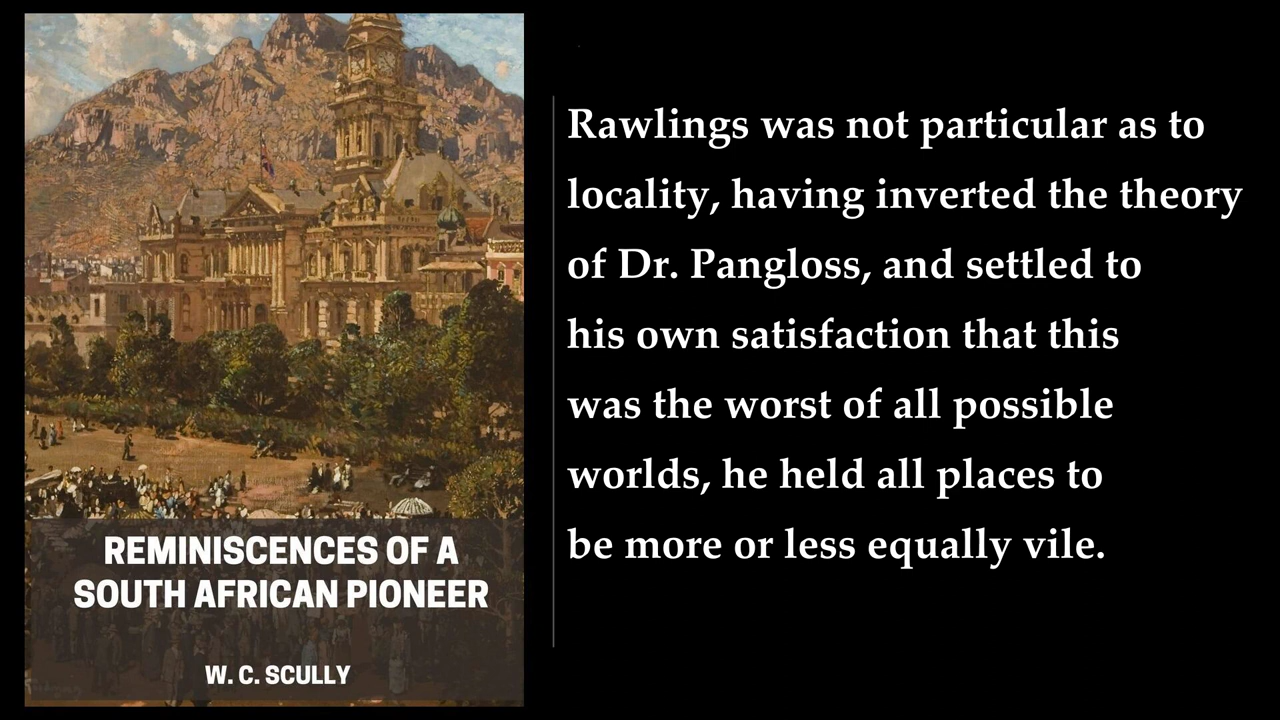 Rawlings was not particular as to
locality, having inverted the theory
of Dr. Pangloss, and settled to
his own satisfaction that this
was the worst of all possible
worlds, he held all places to
be more or less equally vile.
REMINISCENCES OF A
SOUTH AFRICAN PIONEER
W. C. SCULLY